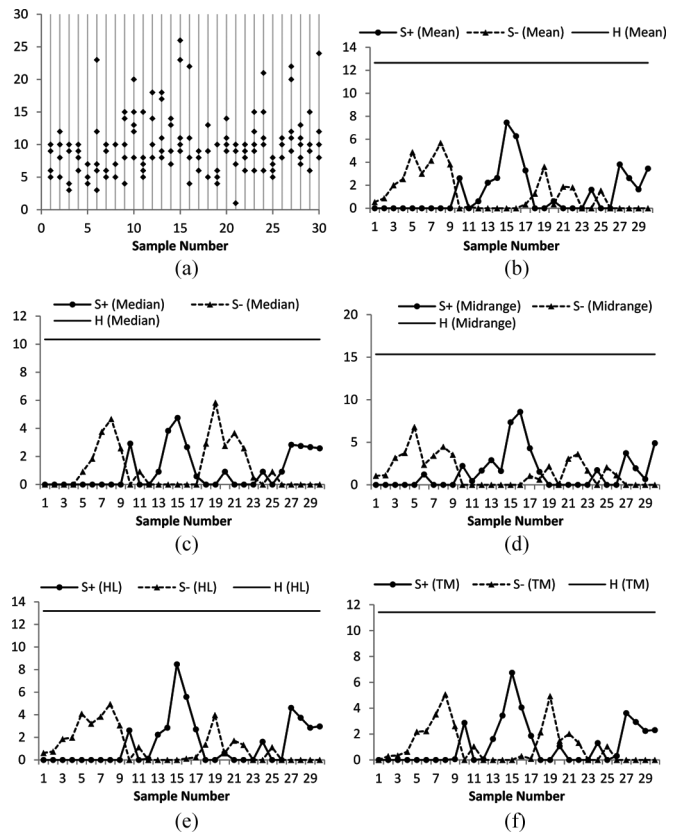 35
30
25
20
15
10
5
0
0 5 10 15 20 25 30
Sample Number
(a)
S+ (Mean) S- (Mean) H (Mean)
14
12
10
8
6
4
2
0
1 3 5 7 9 11 13 15 17 19 21 23 25 27 29
Sample Number
(b)
S+ (Median) S- (Median)
H (Median)
12
10
8
6
4
2
0
1 3 5 7 9 11 13 15 17 19 21 23 25 27 29
Sample Number
(c)
S+ (Midrange) S- (Midrange)
H (Midrange)
20
15
10
5
0
1 3 5 7 9 11 13 15 17 19 21 23 25 27 29
Sample Number
(d)
S+ (HL) S- (HL) H (HL)
14
12
10
8
6
4
2
0
1 3 5 7 9 11 13 15 17 19 21 23 25 27 29
Sample Number
(e)
S+ (TM) S- (TM) H (TM)
12
10
8
6
4
2
0
1 3 5 7 9 11 13 15 17 19 21 23 25 27 29
Sample Number
(f)